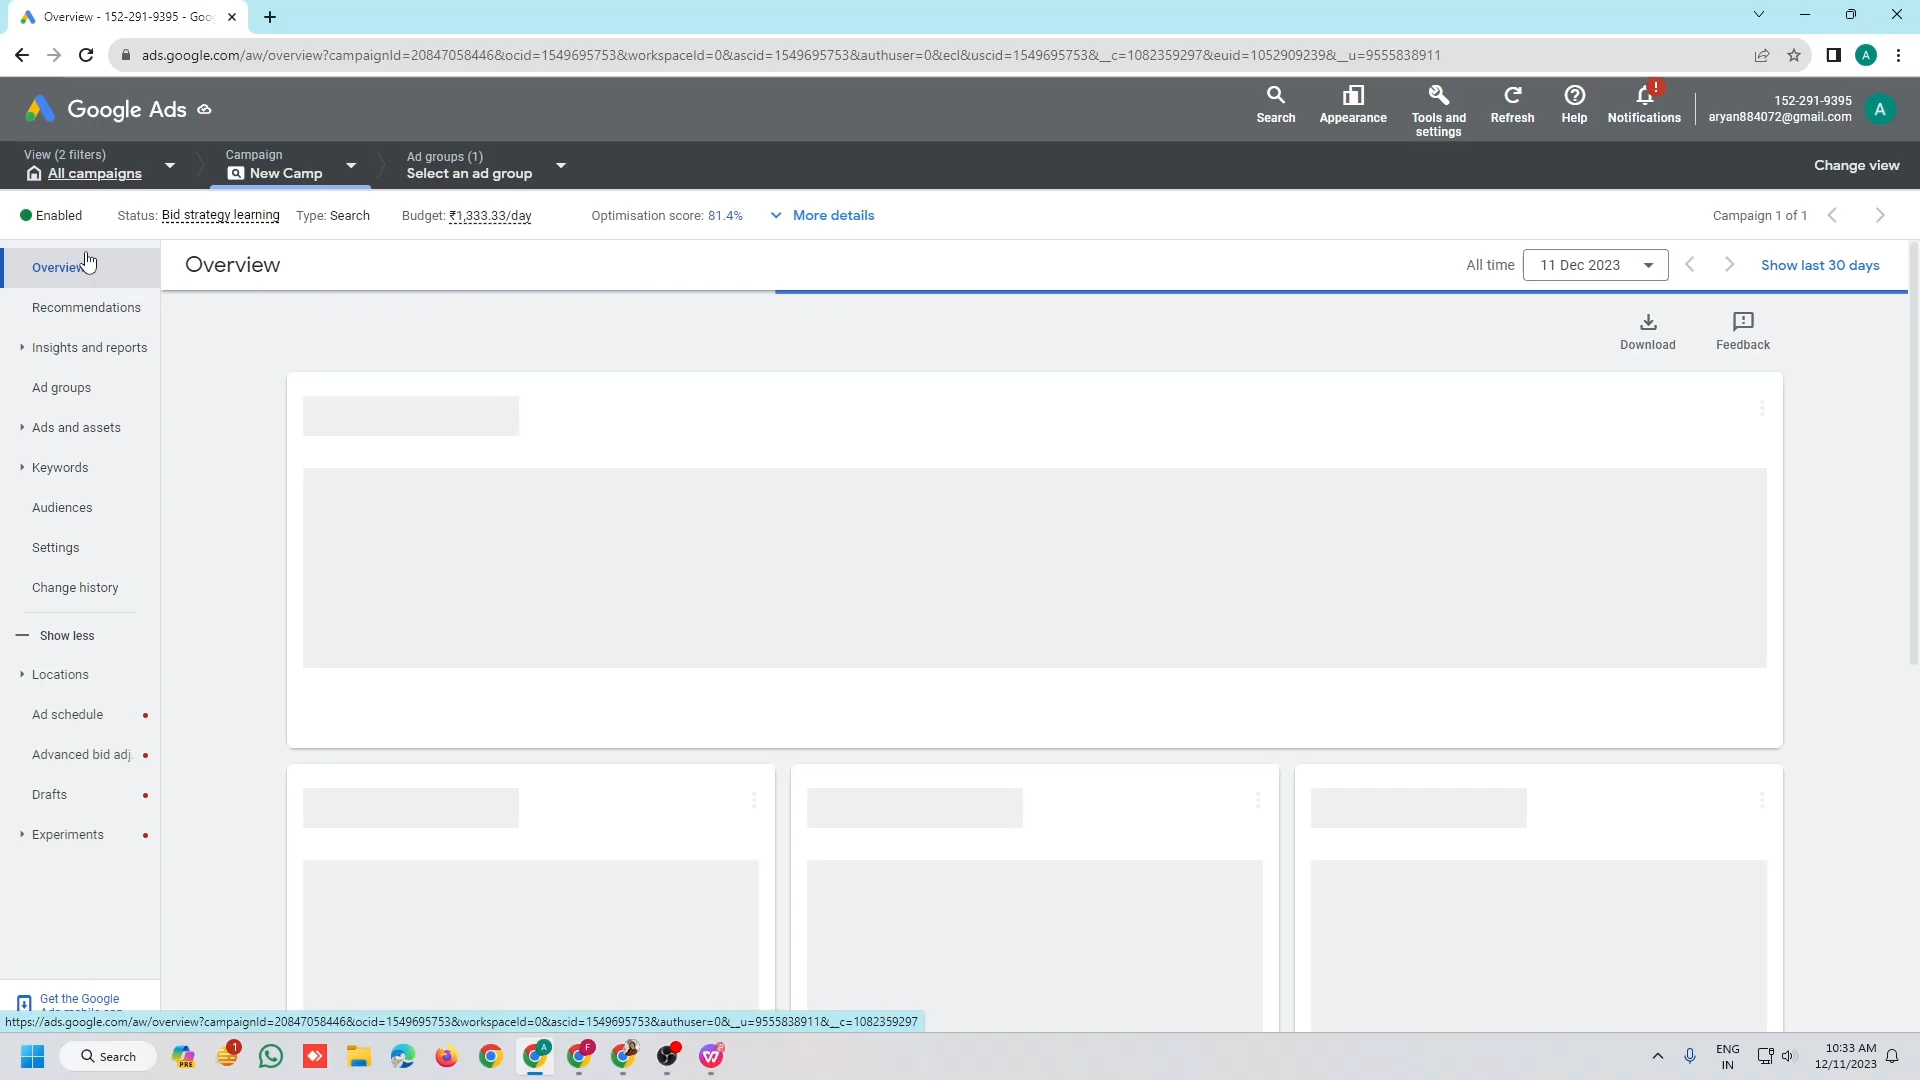 Overview - 152-291-9395 - Goo
ads.google.com/aw/overview?campaignId=20847058446&ocid=1549695753&workspaceId=0&ascid=1549695753&authuser=0&ecl&uscid=1549695753&__c=1082359297&euid=1052909239&__u=9555838911
A
Google Ads
Search
Appearance
Tools and
settings
Refresh
Help
!
Notifications
152-291-9395
aryan884072@gmail.com
A
View (2 filters)
All campaigns
Campaign
New Camp
Ad groups (1)
Select an ad group
Change view
Enabled
Status: Bid strategy learning
Type: Search
Budget: ₹1,333.33/day
Optimisation score: 81.4%
More details
Campaign 1 of 1
Overview
Recommendations
Insights and reports
Ad groups
Ads and assets
Keywords
Audiences
Settings
Change history
Show less
Locations
Ad schedule
Advanced bid adj.
Drafts
Experiments
Get the Google
Overview
All time
11 Dec 2023
Show last 30 days
Download
Feedback
https://ads.google.com/aw/overview?campaignId=20847058446&ocid=1549695753&workspaceId=0&ascid=1549695753&authuser=0&__u=9555838911&__c=1082359297
Search
PRE
1
A
F
ENG
IN
10:33 AM
12/11/2023